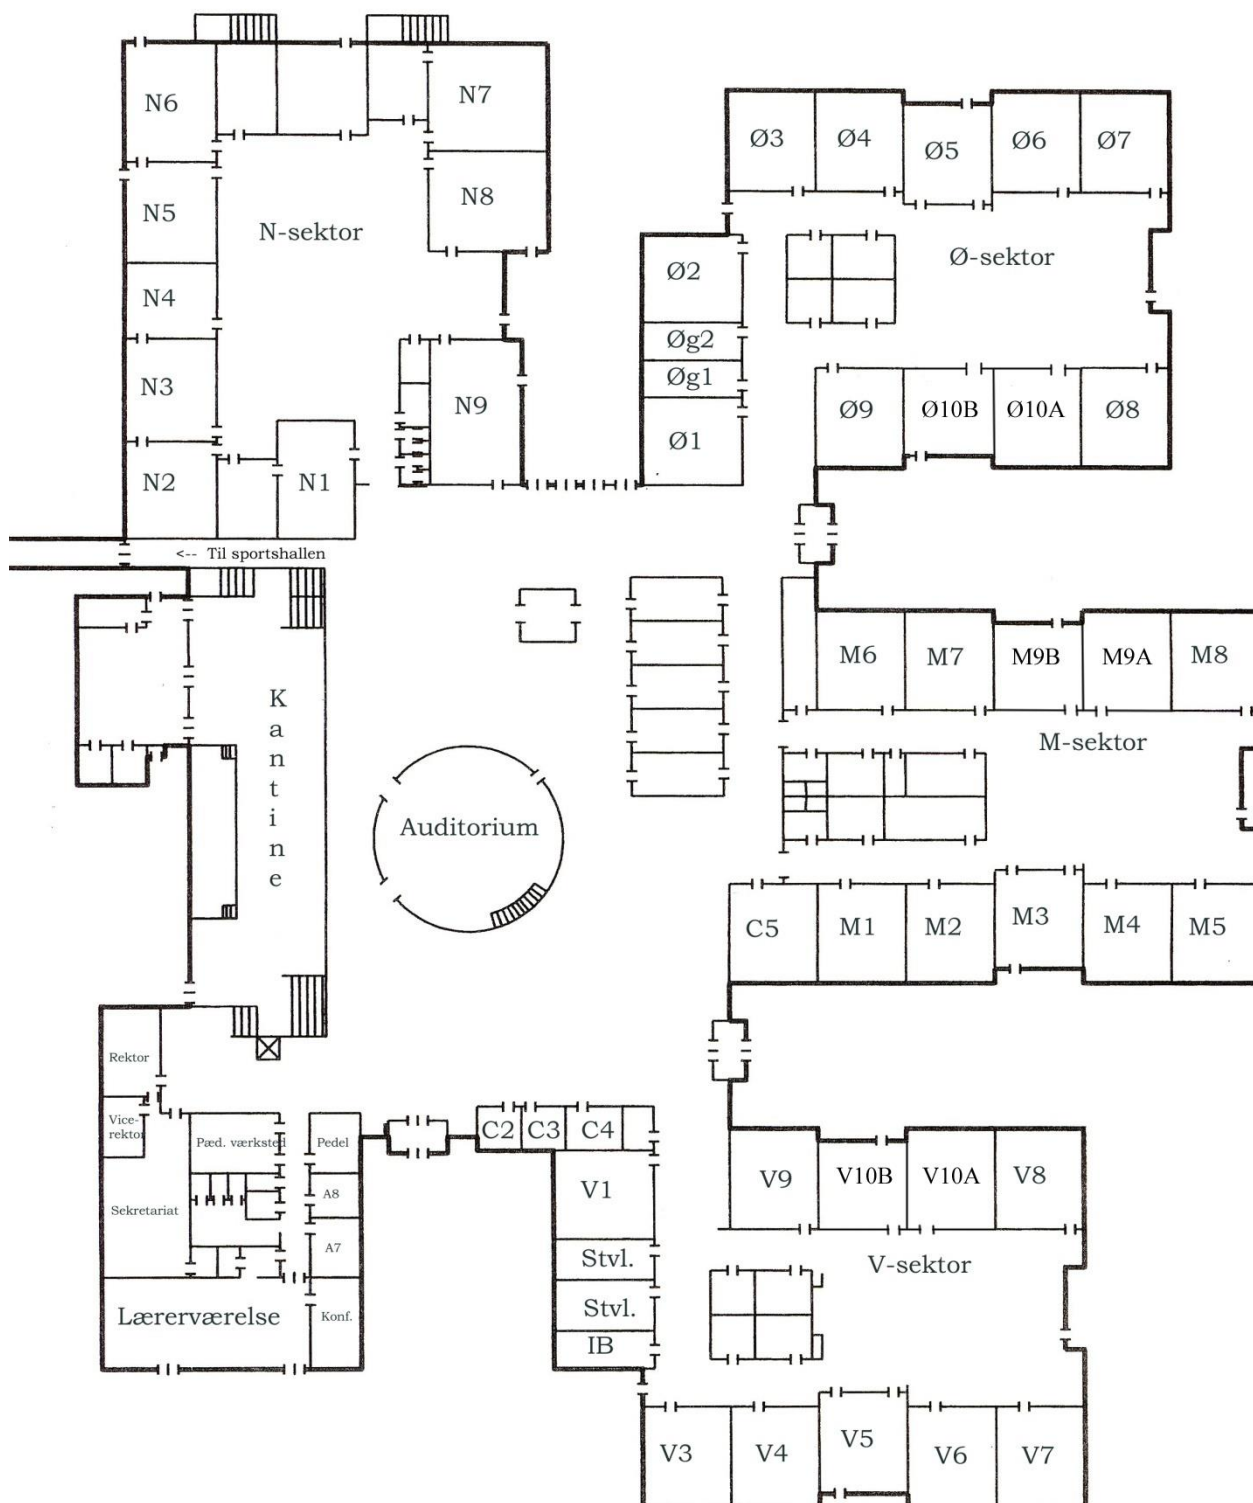 N6
N7
N5
N-sektor
N8
N4
N3
N9
N2
N1
<-- Til sportshallen
Ø3
Ø4
Ø5
Ø6
Ø7
Ø-sektor
Ø2
Øg2
Øg1
Ø1
Ø9
Ø10B
Ø10A
Ø8
M6
M7
M9B
M9A
M8
M-sektor
Kantine
Auditorium
C5
M1
M2
M3
M4
M5
Rektor
Vice-
rektor
Pæd. værksted
Pedel
Sekretariat
A8
A7
Lærerværelse
Konf.
C2
C3
C4
V1
Stvl.
Stvl.
IB
V9
V10B
V10A
V8
V-sektor
V3
V4
V5
V6
V7